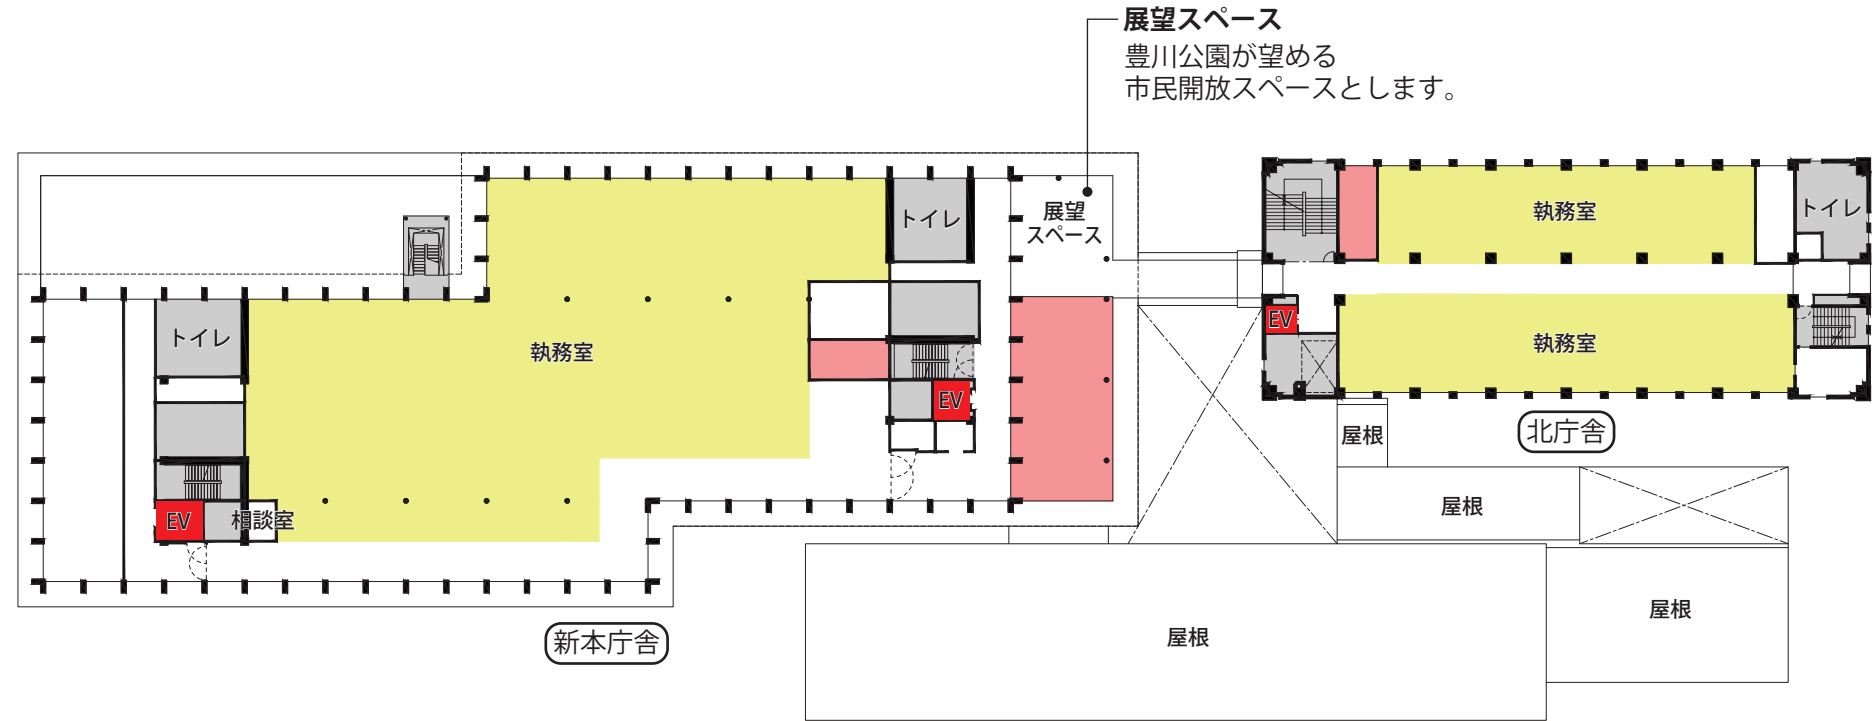 展望スペース
豊川公園が望める
市民開放スペースとします。
トイレ
展望
スペース
執務室
トイレ
トイレ
執務室
EV
執務室
EV
屋根
北庁舎
EV
相談室
屋根
屋根
屋根
新本庁舎